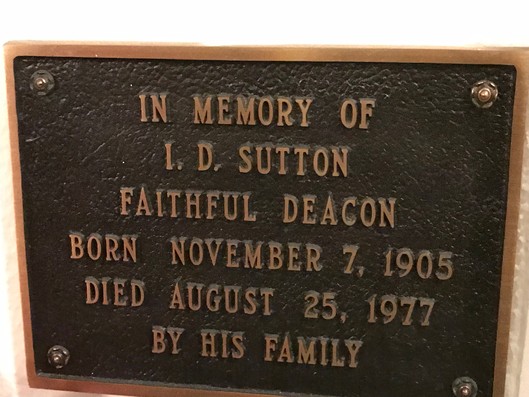 IN MEMORY OF
I. D. SUTTON
FAITHFUL DEACON
BORN NOVEMBER 7, 1905
DIED AUGUST 25, 1977
BY HIS FAMILY